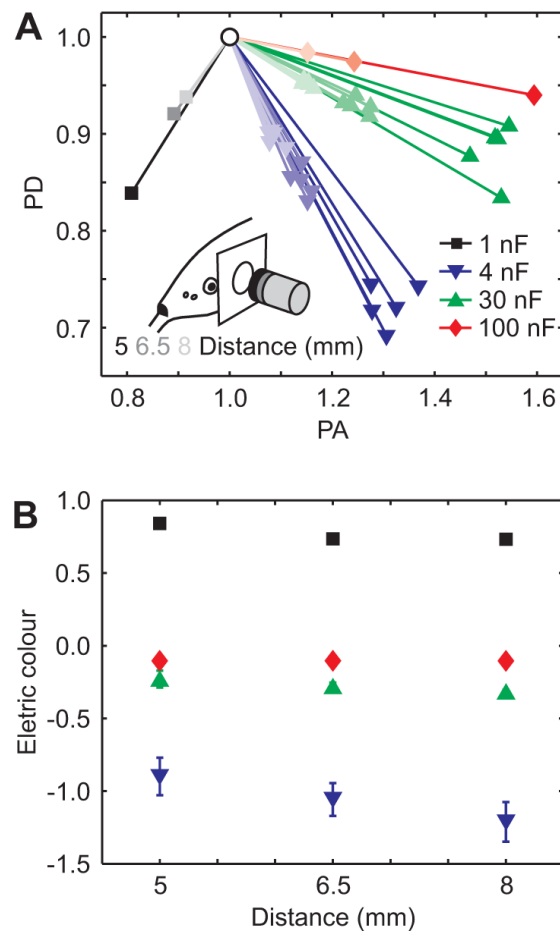 A
1.0
0.9
0.8
0.7
PD
1 nF
4 nF
30 nF
100 nF
5 6.5 8 Distance (mm)
0.8 1.0 1.2 1.4 1.6
PA
B
1.0
0.5
0.0
-0.5
-1.0
-1.5
Eletric colour
5 6.5 8
Distance (mm)